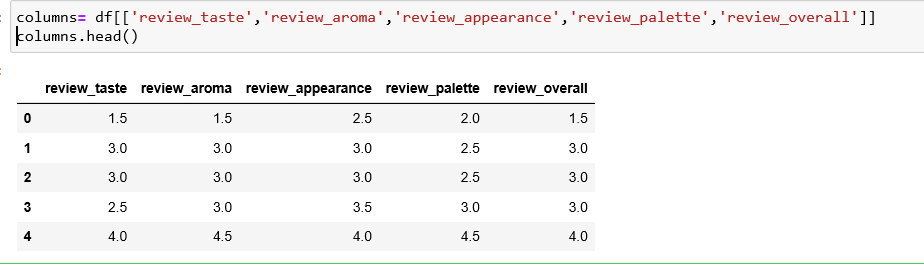 columns= df[['review_taste','review_aroma','review_appearance','review_palette','review_overall']]
columns.head()
review_taste review_aroma review_appearance review_palette review_overall
0 1.5 1.5 2.5 2.0 1.5
1 3.0 3.0 3.0 2.5 3.0
2 3.0 3.0 3.0 2.5 3.0
3 2.5 3.0 3.5 3.0 3.0
4 4.0 4.5 4.0 4.5 4.0